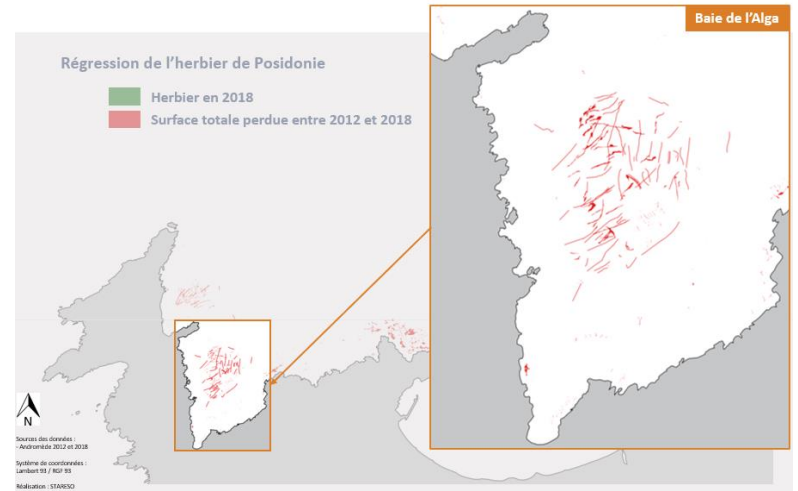 Baie de l'Alga
Régression de l'herbier de Posidonie
Herbier en 2018
Surface totale perdue entre 2012 et 2018
N
Sources des données :
- Andromède 2012 et 2018
Système de coordonnées :
Lambert 93 / RGF 93
Réalisation : STARESO